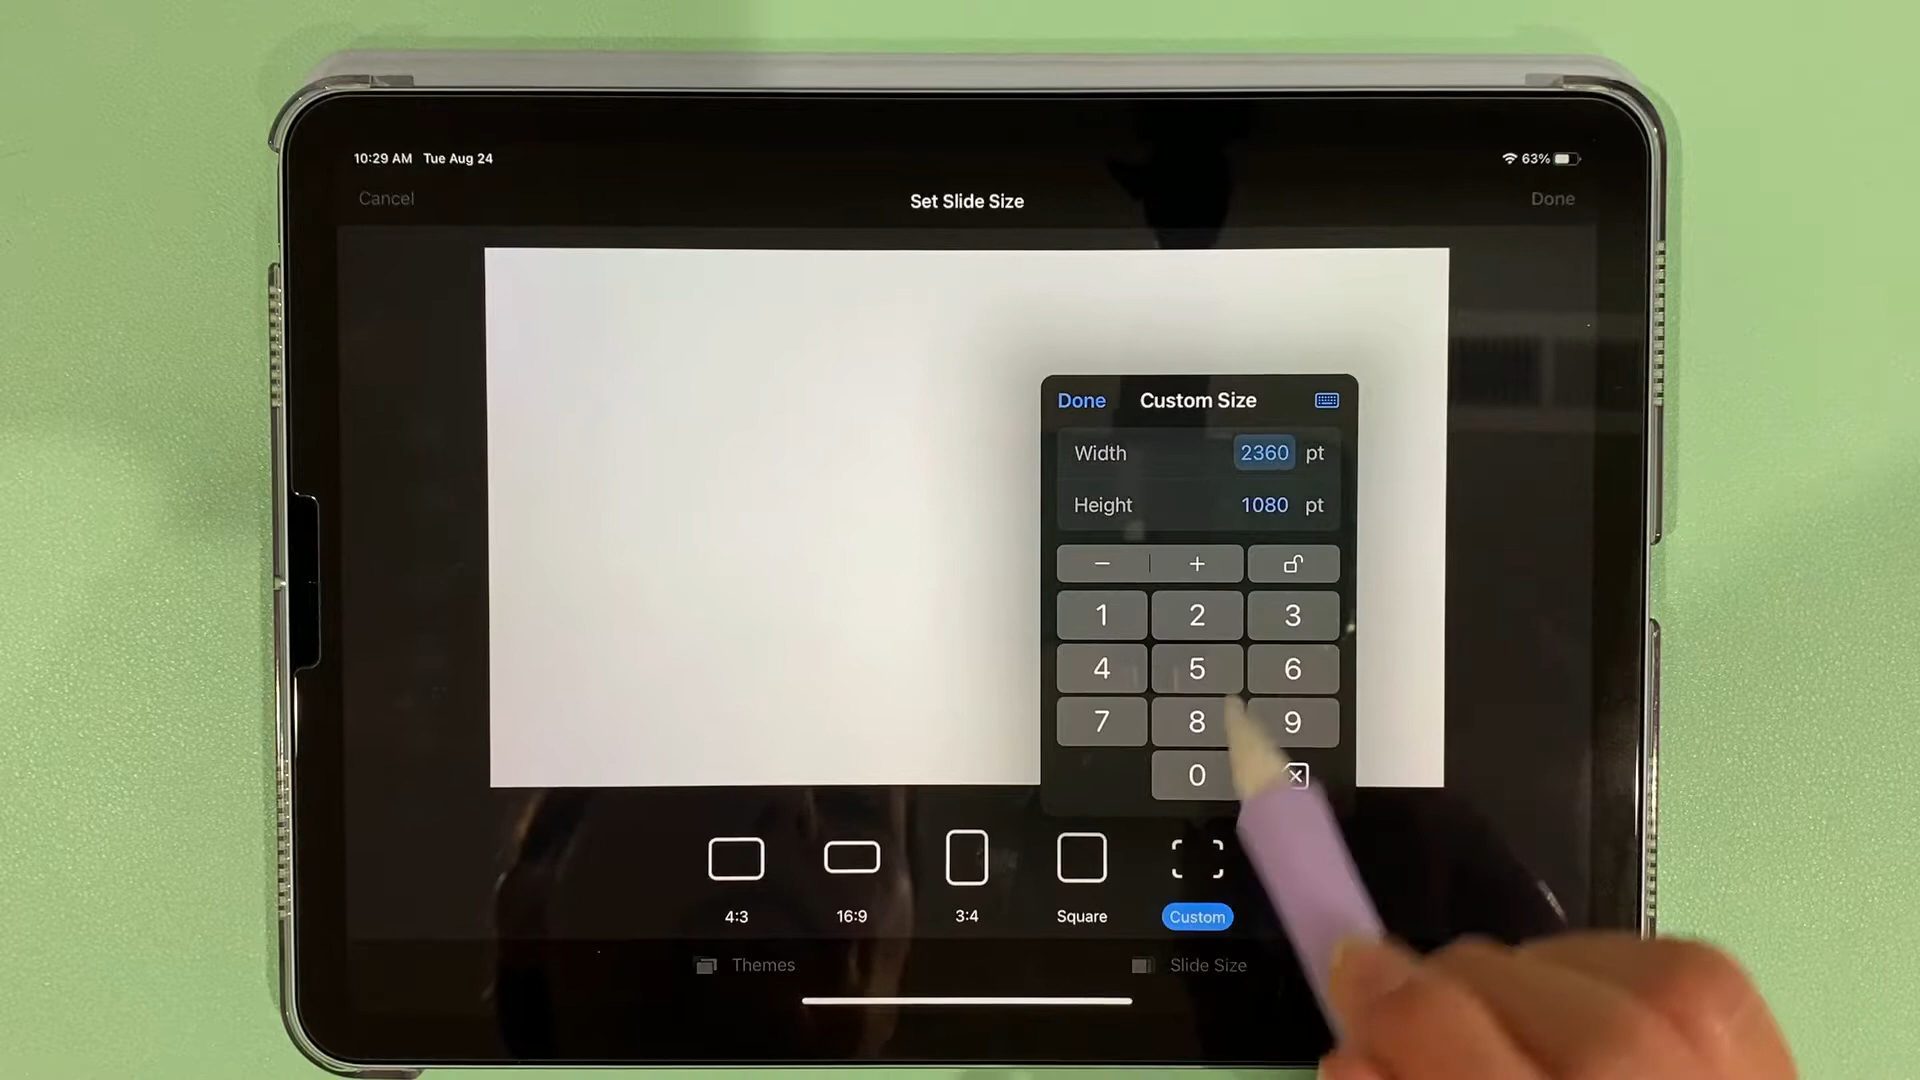 10:29 AM Tue Aug 24
63%
Cancel
Set Slide Size
Done
Done
Custom Size
Width 2360 pt
Height 1080 pt
− +
1 2 3
4 5 6
7 8 9
0
4:3
16:9
3:4
Square
Custom
Themes
Slide Size